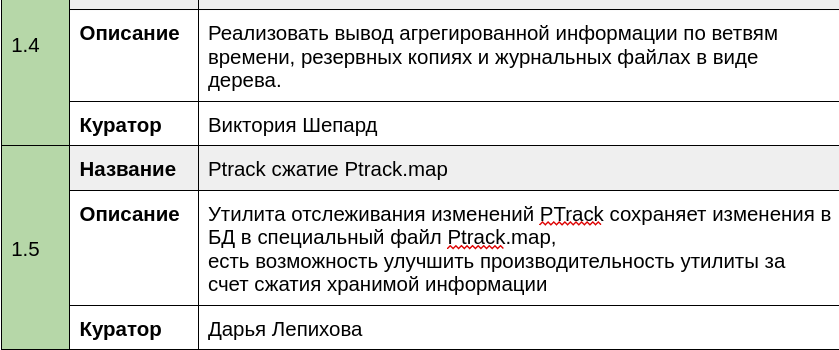 1.4
Описание
Реализовать вывод агрегированной информации по ветвям
времени, резервных копиях и журнальных файлах в виде
дерева.
Куратор
Виктория Шепард
1.5
Название
Ptrack сжатие Ptrack.map
Описание
Утилита отслеживания изменений PTrack сохраняет изменения в
БД в специальный файл Ptrack.map,
есть возможность улучшить производительность утилиты за
счет сжатия хранимой информации
Куратор
Дарья Лепихова